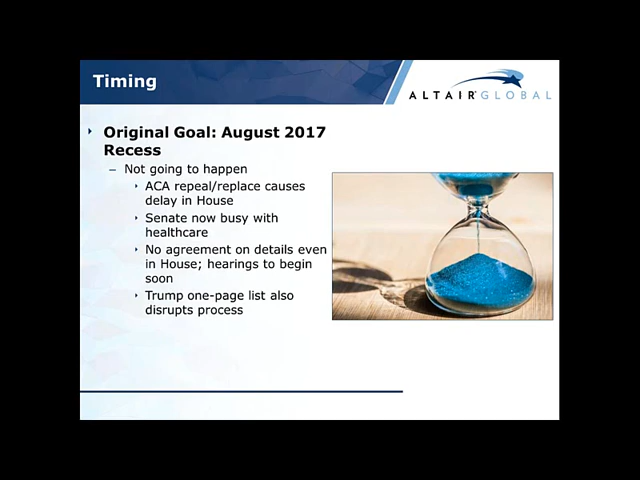 Timing
ALTAIR GLOBAL
Original Goal: August 2017
Recess
– Not going to happen
ACA repeal/replace causes
delay in House
Senate now busy with
healthcare
No agreement on details even
in House; hearings to begin
soon
Trump one-page list also
disrupts process